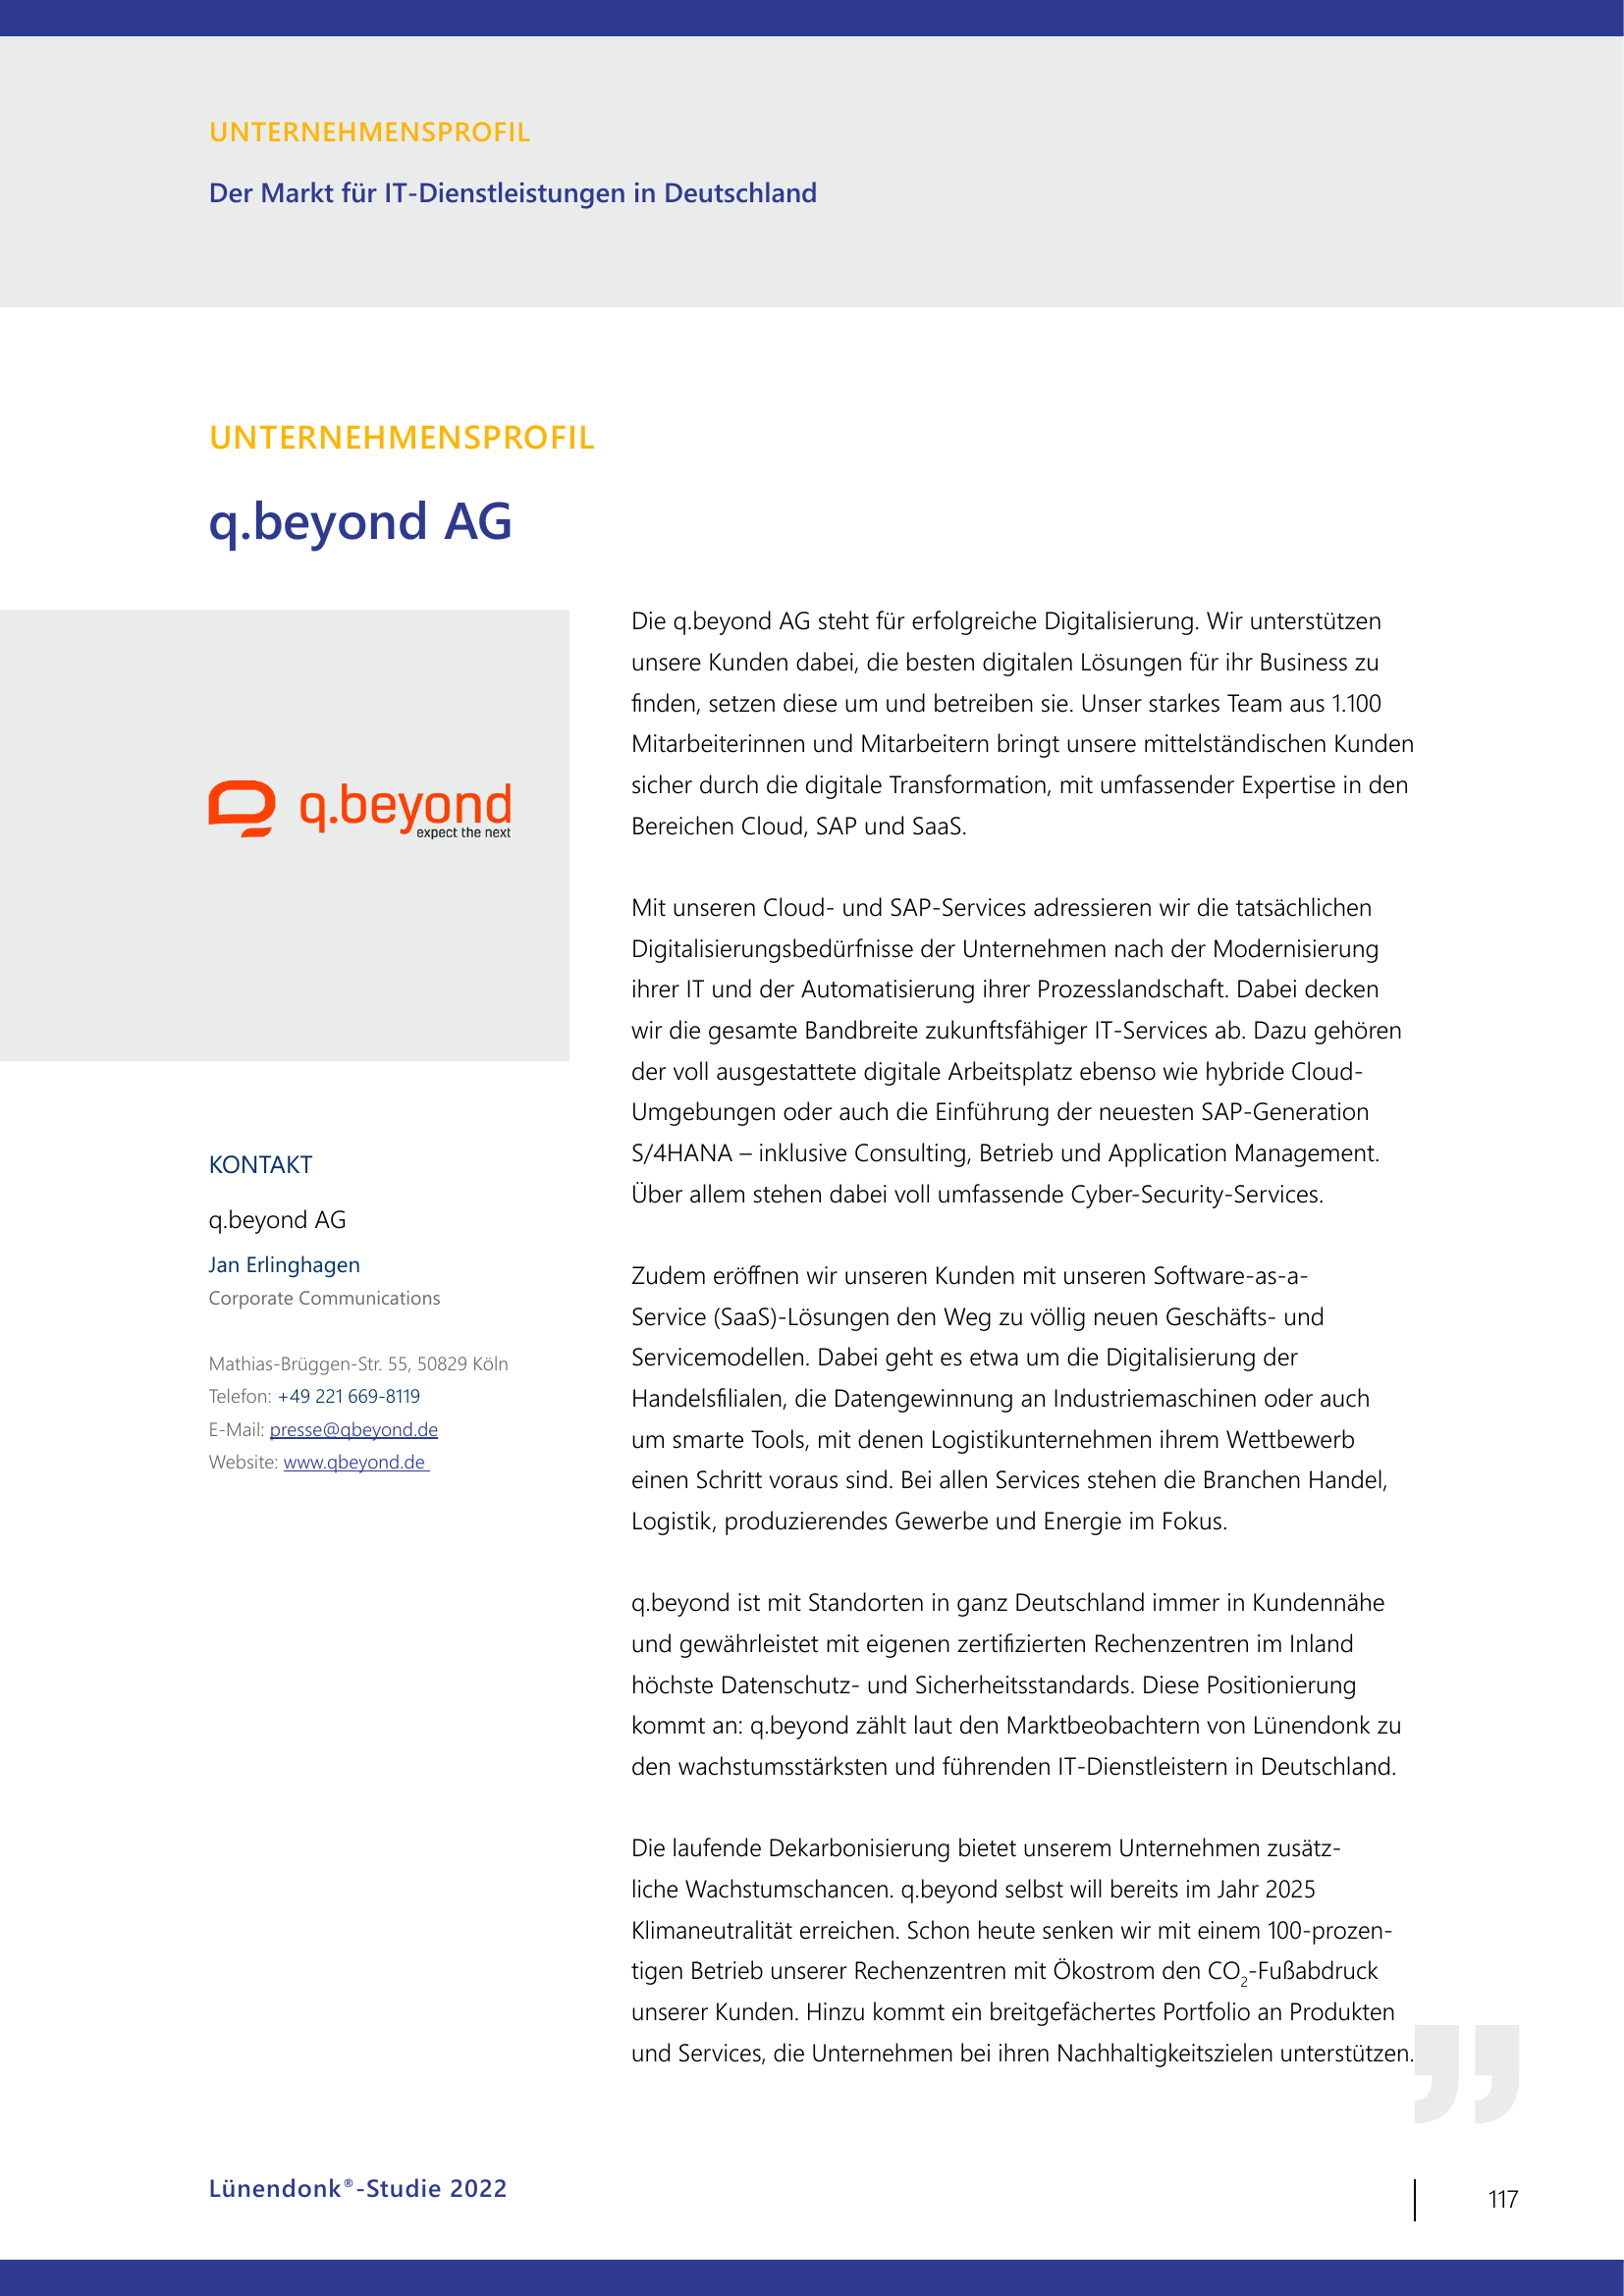 UNTERNEHMENSPROFIL
Der Markt für IT-Dienstleistungen in Deutschland
UNTERNEHMENSPROFIL
q.beyond AG
q.beyond
expect the next
KONTAKT
q.beyond AG
Jan Erlinghagen
Corporate Communications
Mathias-Brüggen-Str. 55, 50829 Köln
Telefon: +49 221 669-8119
E-Mail: presse@qbeyond.de
Website: www.qbeyond.de
Die q.beyond AG steht für erfolgreiche Digitalisierung. Wir unterstützen
unsere Kunden dabei, die besten digitalen Lösungen für ihr Business zu
finden, setzen diese um und betreiben sie. Unser starkes Team aus 1.100
Mitarbeiterinnen und Mitarbeitern bringt unsere mittelständischen Kunden
sicher durch die digitale Transformation, mit umfassender Expertise in den
Bereichen Cloud, SAP und SaaS.
Mit unseren Cloud- und SAP-Services adressieren wir die tatsächlichen
Digitalisierungsbedürfnisse der Unternehmen nach der Modernisierung
ihrer IT und der Automatisierung ihrer Prozesslandschaft. Dabei decken
wir die gesamte Bandbreite zukunftsfähiger IT-Services ab. Dazu gehören
der voll ausgestattete digitale Arbeitsplatz ebenso wie hybride Cloud-
Umgebungen oder auch die Einführung der neuesten SAP-Generation
S/4HANA – inklusive Consulting, Betrieb und Application Management.
Über allem stehen dabei voll umfassende Cyber-Security-Services.
Zudem eröffnen wir unseren Kunden mit unseren Software-as-a-
Service (SaaS)-Lösungen den Weg zu völlig neuen Geschäfts- und
Servicemodellen. Dabei geht es etwa um die Digitalisierung der
Handelsfilialen, die Datengewinnung an Industriemaschinen oder auch
um smarte Tools, mit denen Logistikunternehmen ihrem Wettbewerb
einen Schritt voraus sind. Bei allen Services stehen die Branchen Handel,
Logistik, produzierendes Gewerbe und Energie im Fokus.
q.beyond ist mit Standorten in ganz Deutschland immer in Kundennähe
und gewährleistet mit eigenen zertifizierten Rechenzentren im Inland
höchste Datenschutz- und Sicherheitsstandards. Diese Positionierung
kommt an: q.beyond zählt laut den Marktbeobachtern von Lünendonk zu
den wachstumsstärksten und führenden IT-Dienstleistern in Deutschland.
Die laufende Dekarbonisierung bietet unserem Unternehmen zusätz-
liche Wachstumschancen. q.beyond selbst will bereits im Jahr 2025
Klimaneutralität erreichen. Schon heute senken wir mit einem 100-prozen-
tigen Betrieb unserer Rechenzentren mit Ökostrom den CO₂-Fußabdruck
unserer Kunden. Hinzu kommt ein breitgefächertes Portfolio an Produkten
und Services, die Unternehmen bei ihren Nachhaltigkeitszielen unterstützen.
Lünendonk®-Studie 2022
117